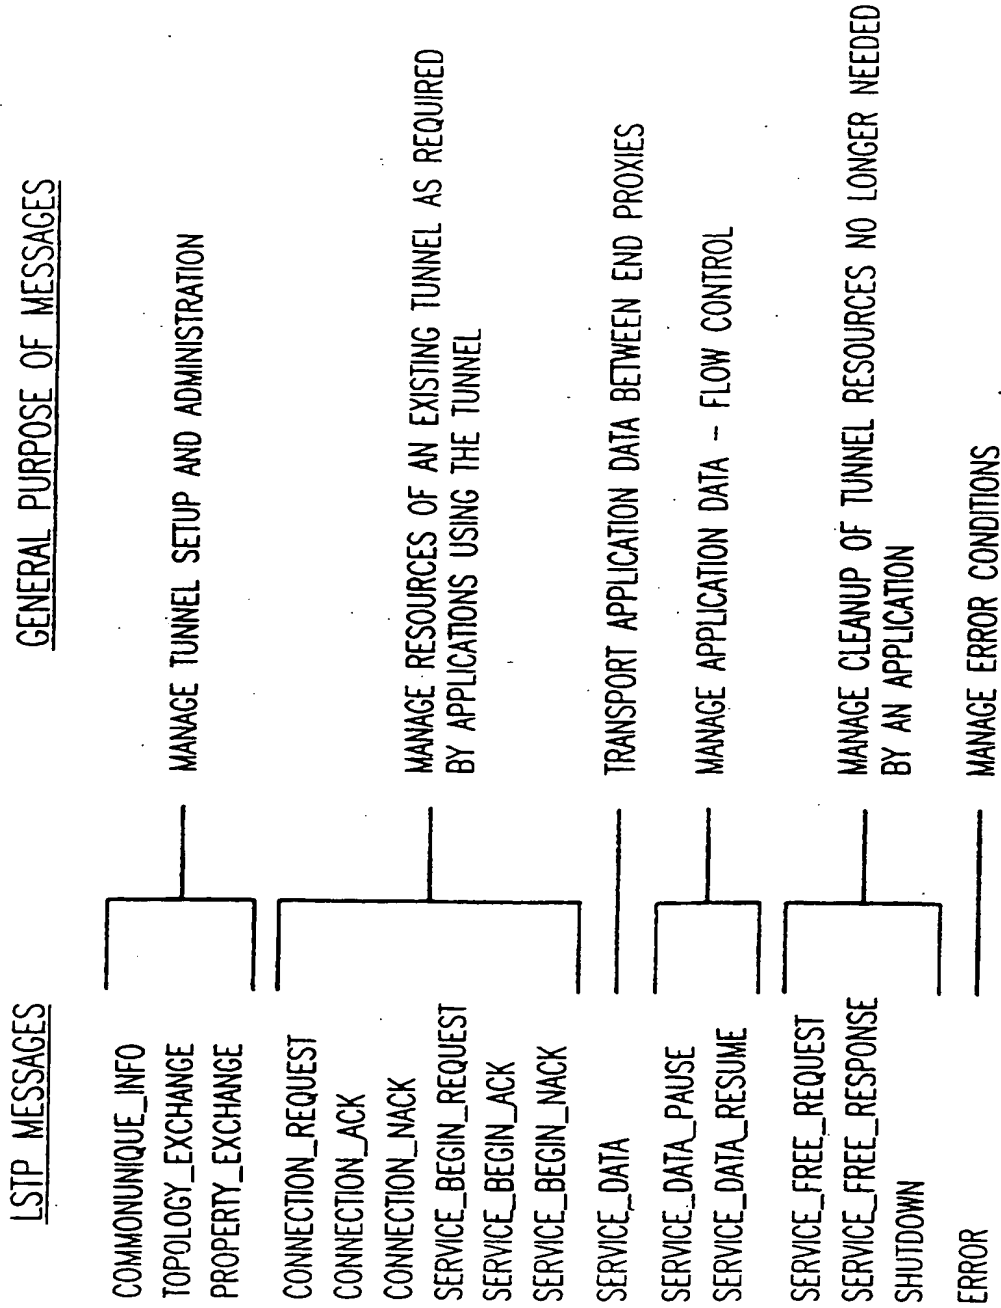 LSTP MESSAGES
GENERAL PURPOSE OF MESSAGES
COMMONUNIQUE_INFO
TOPOLOGY_EXCHANGE
PROPERTY_EXCHANGE
MANAGE TUNNEL SETUP AND ADMINISTRATION
CONNECTION_REQUEST
CONNECTION_ACK
CONNECTION_NACK
SERVICE_BEGIN_REQUEST
SERVICE_BEGIN_ACK
SERVICE_BEGIN_NACK
MANAGE RESOURCES OF AN EXISTING TUNNEL AS REQUIRED
BY APPLICATIONS USING THE TUNNEL
SERVICE_DATA
TRANSPORT APPLICATION DATA BETWEEN END PROXIES
SERVICE_DATA_PAUSE
SERVICE_DATA_RESUME
MANAGE APPLICATION DATA – FLOW CONTROL
SERVICE_FREE_REQUEST
SERVICE_FREE_RESPONSE
SHUTDOWN
MANAGE CLEANUP OF TUNNEL RESOURCES NO LONGER NEEDED
BY AN APPLICATION
ERROR
MANAGE ERROR CONDITIONS